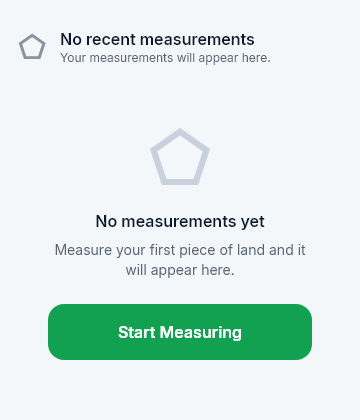 No recent measurements
Your measurements will appear here.
No measurements yet
Measure your first piece of land and it
will appear here.
Start Measuring